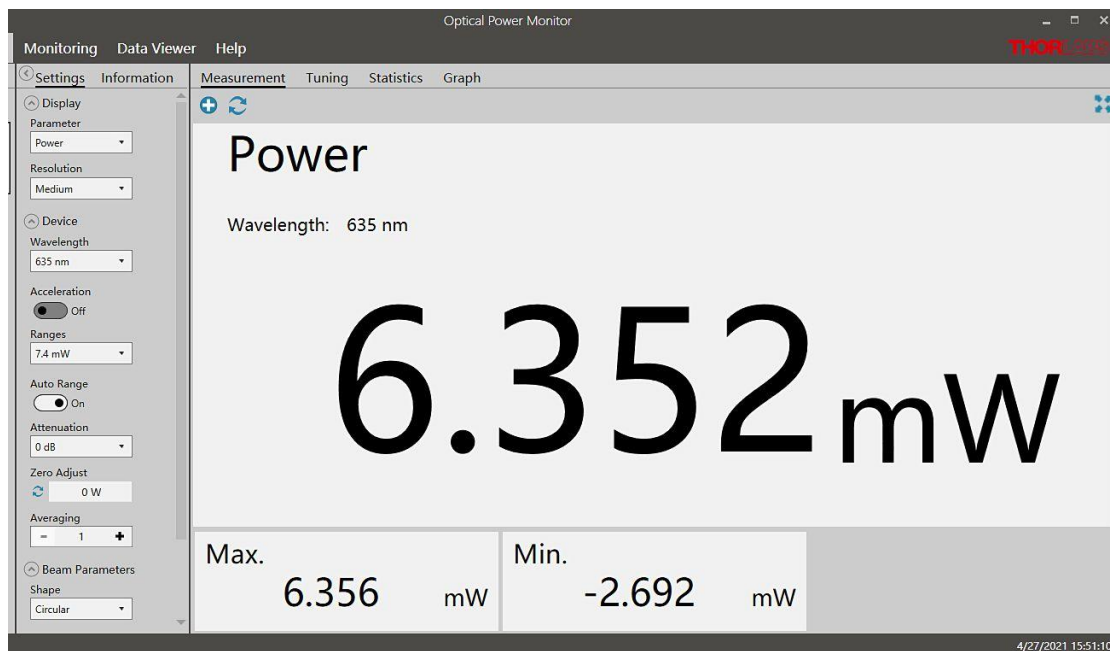 Optical Power Monitor
Monitoring Data Viewer Help
THORLABS
Settings Information
Measurement Tuning Statistics Graph
Display
Parameter
Power
Resolution
Medium
Device
Wavelength
635 nm
Acceleration
Off
Ranges
7.4 mW
Auto Range
On
Attenuation
0 dB
Zero Adjust
0 W
Averaging
- 1 +
Beam Parameters
Shape
Circular
Power
Wavelength: 635 nm
6.352 mW
Max.
6.356 mW
Min.
-2.692 mW
4/27/2021 15:51:10